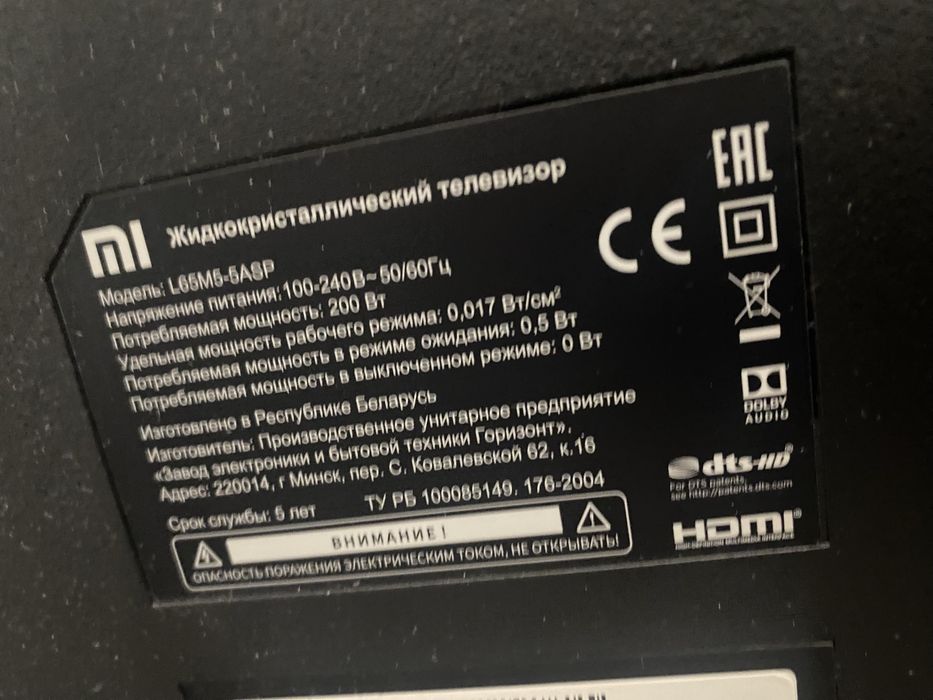 mi Жидкокристаллический телевизор
Модель: L65M5-5ASP
Напряжение питания: 100-240В~ 50/60Гц
Потребляемая мощность: 200 Вт
Удельная мощность рабочего режима: 0,017 Вт/см²
Потребляемая мощность в режиме ожидания: 0,5 Вт
Потребляемая мощность в выключенном режиме: 0 Вт
Изготовлено в Республике Беларусь
Изготовитель: Производственное унитарное предприятие
«Завод электроники и бытовой техники Горизонт».
Адрес: 220014, г Минск, пер. С. Ковалевской 62, к.16
Срок службы: 5 лет
ТУ РБ 100085149. 176-2004
ВНИМАНИЕ!
ОПАСНОСТЬ ПОРАЖЕНИЯ ЭЛЕКТРИЧЕСКИМ ТОКОМ, НЕ ОТКРЫВАТЬ!
EAC
CE
DOLBY
AUDIO
dts-HD®
For DTS patents,
see http://patents.dts.com
HDMI®
HIGH-DEFINITION MULTIMEDIA INTERFACE